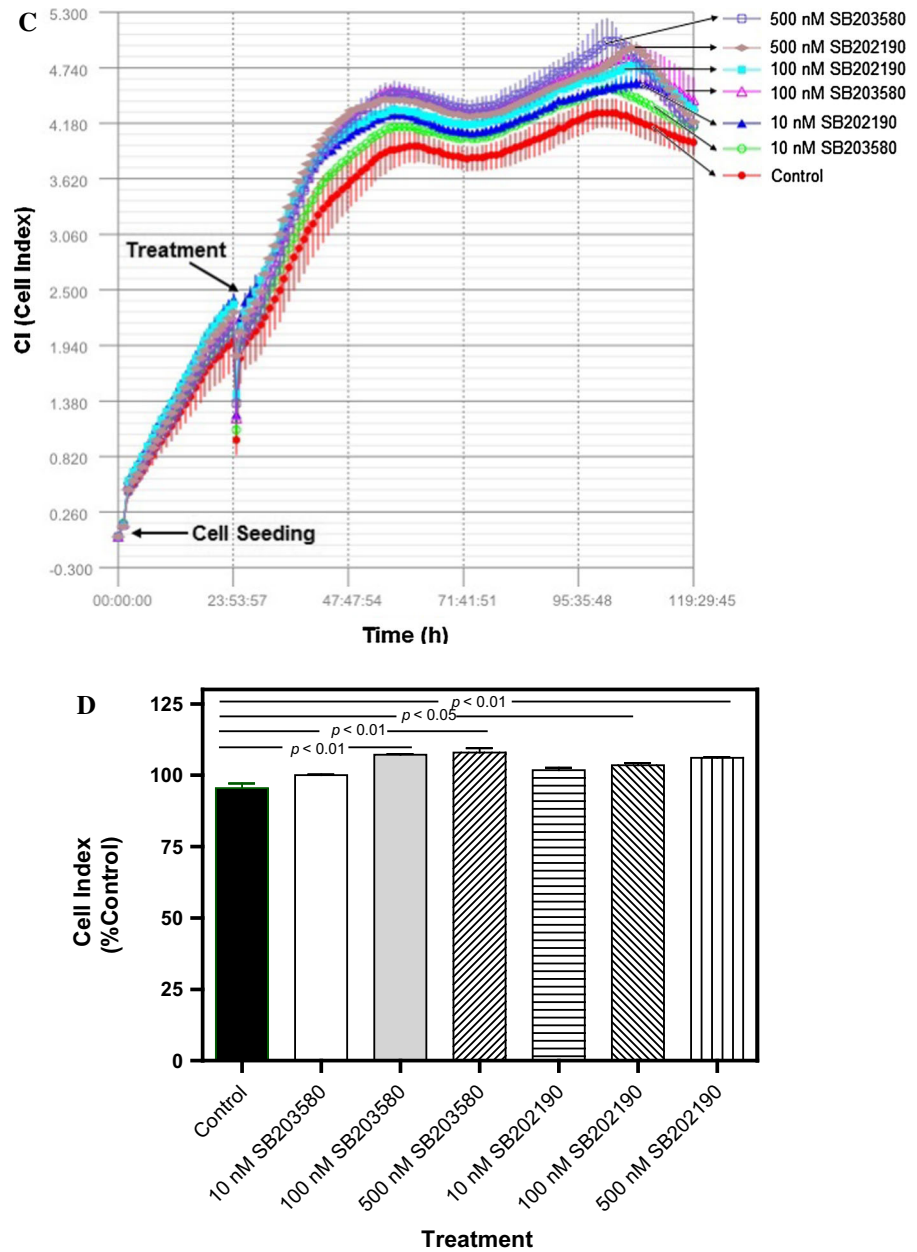 C
5.300
4.740
4.180
3.620
3.060
2.500
1.940
1.380
0.820
0.260
-0.300
CI (Cell Index)
Treatment
Cell Seeding
00:00:00 23:53:57 47:47:54 71:41:51 95:35:48 119:29:45
Time (h)
500 nM SB203580
500 nM SB202190
100 nM SB202190
100 nM SB203580
10 nM SB202190
10 nM SB203580
Control
D
125
100
75
50
25
0
Cell Index
(%Control)
p < 0.01
p < 0.05
p < 0.01
p < 0.01
Control
10 nM SB203580
100 nM SB203580
500 nM SB203580
10 nM SB202190
100 nM SB202190
500 nM SB202190
Treatment